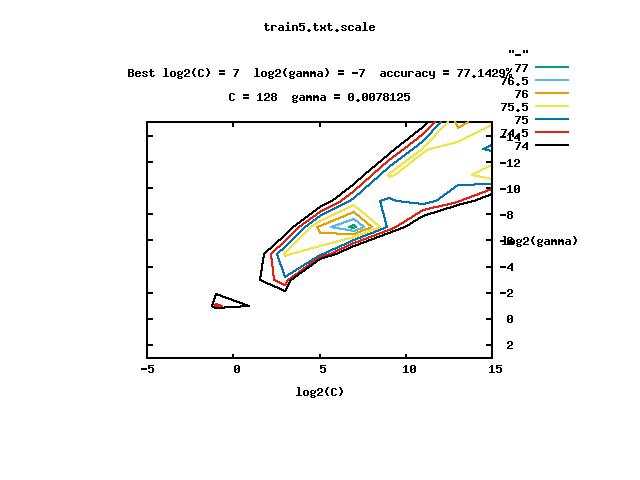 train5.txt.scale
"-"
Best log2(C) = 7  log2(gamma) = -7  accuracy = 77.1429%
C = 128  gamma = 0.0078125
77
76.5
76
75.5
75
74.5
74
-14
-12
-10
-8
-6
log2(gamma)
-4
-2
0
2
-5 0 5 10 15
log2(C)